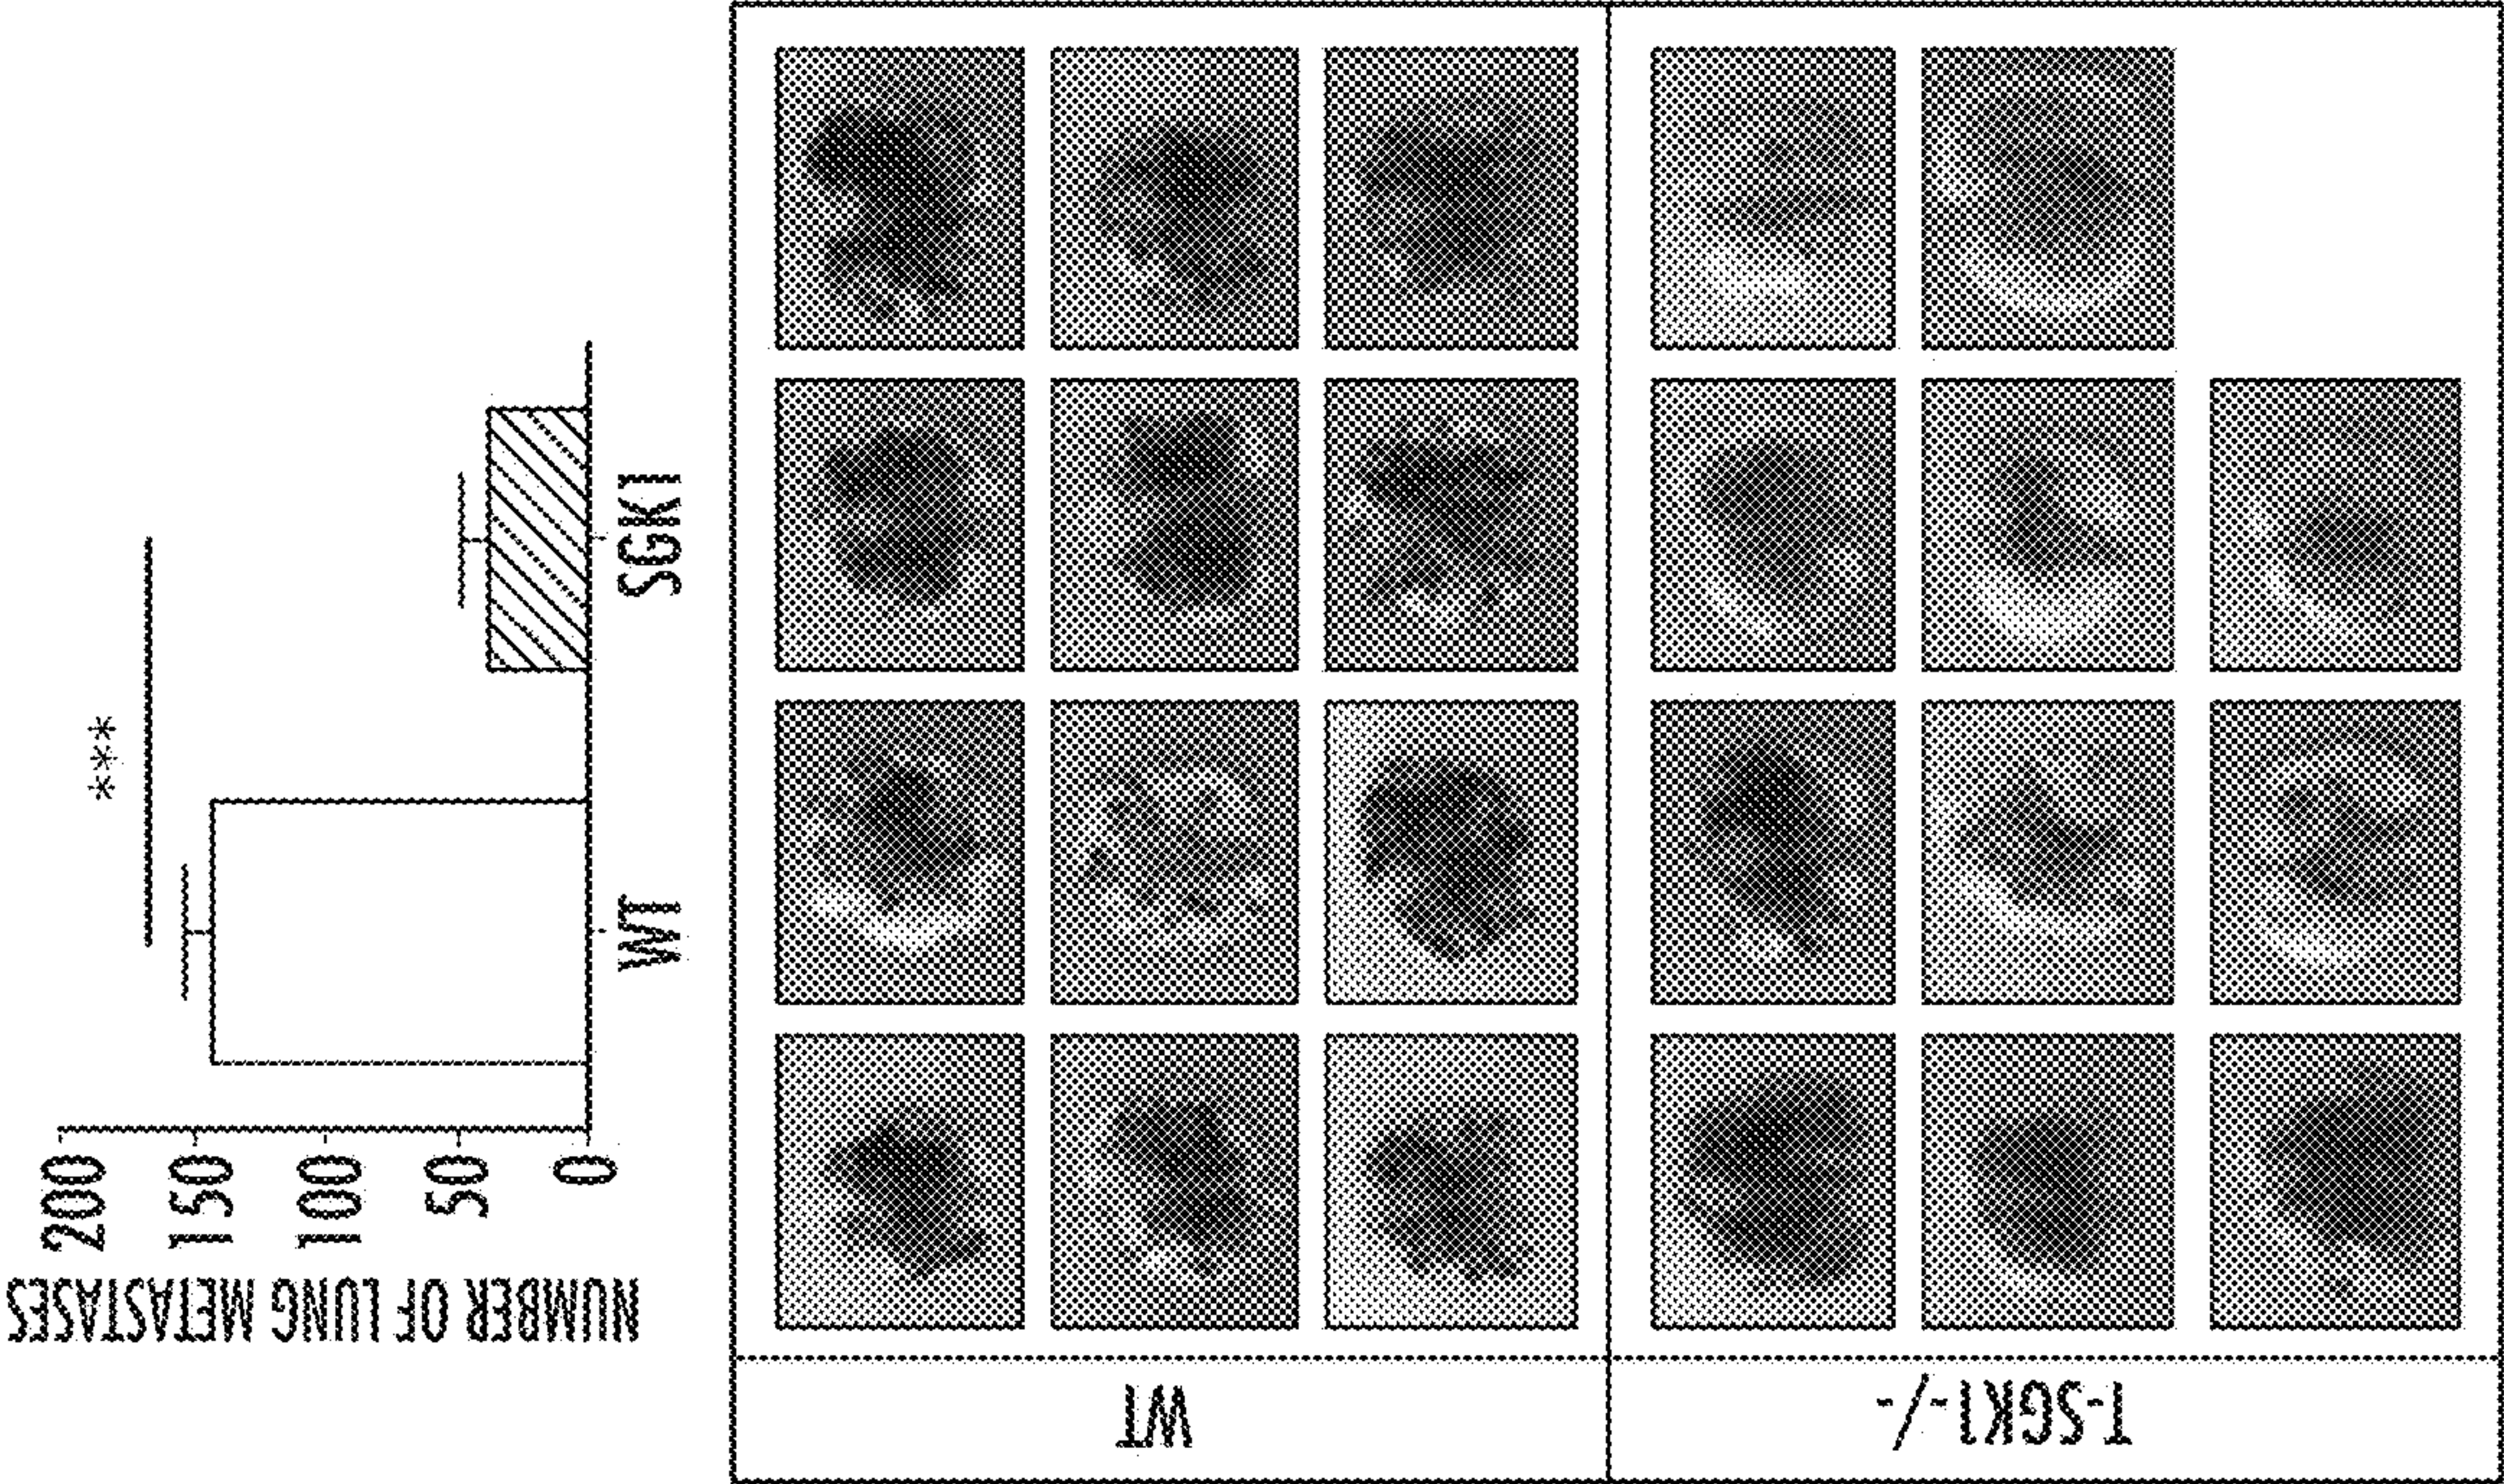 NUMBER OF LUNG METASTASES
200
150
100
50
0
***
WT
SGK1
WT
T-SGK1-/-